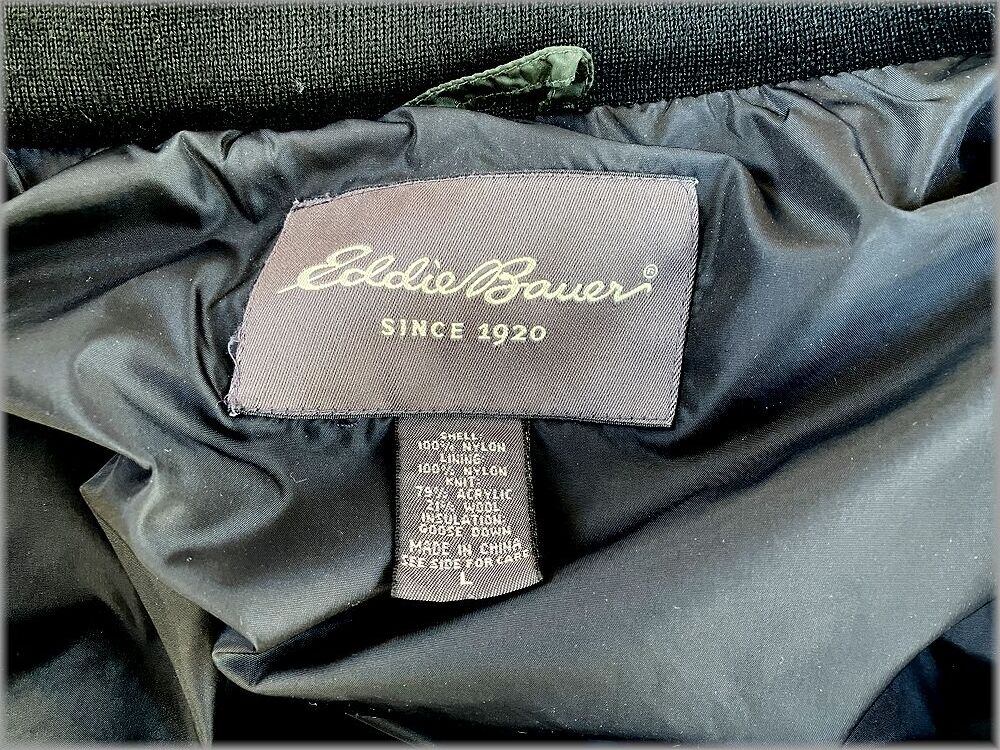 Eddie Bauer®
SINCE 1920
SHELL:
100% NYLON
LINING:
100% NYLON
KNIT:
79% ACRYLIC
21% WOOL
INSULATION:
GOOSE DOWN
MADE IN CHINA
SEE SIDE FOR CARE
L